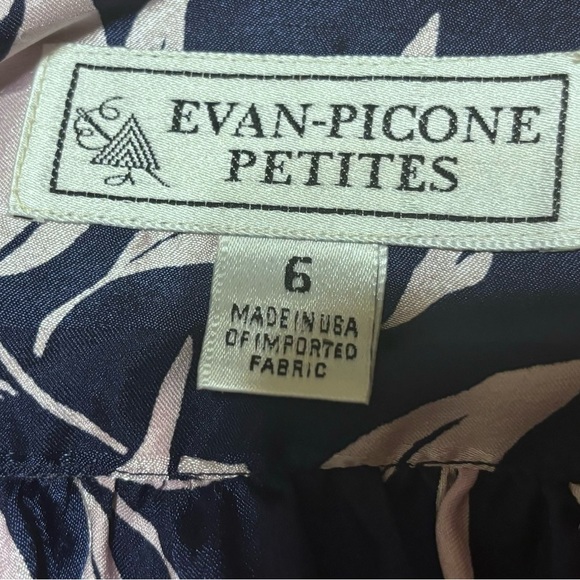 EVAN-PICONE
PETITES
6
MADE IN USA
OF IMPORTED
FABRIC